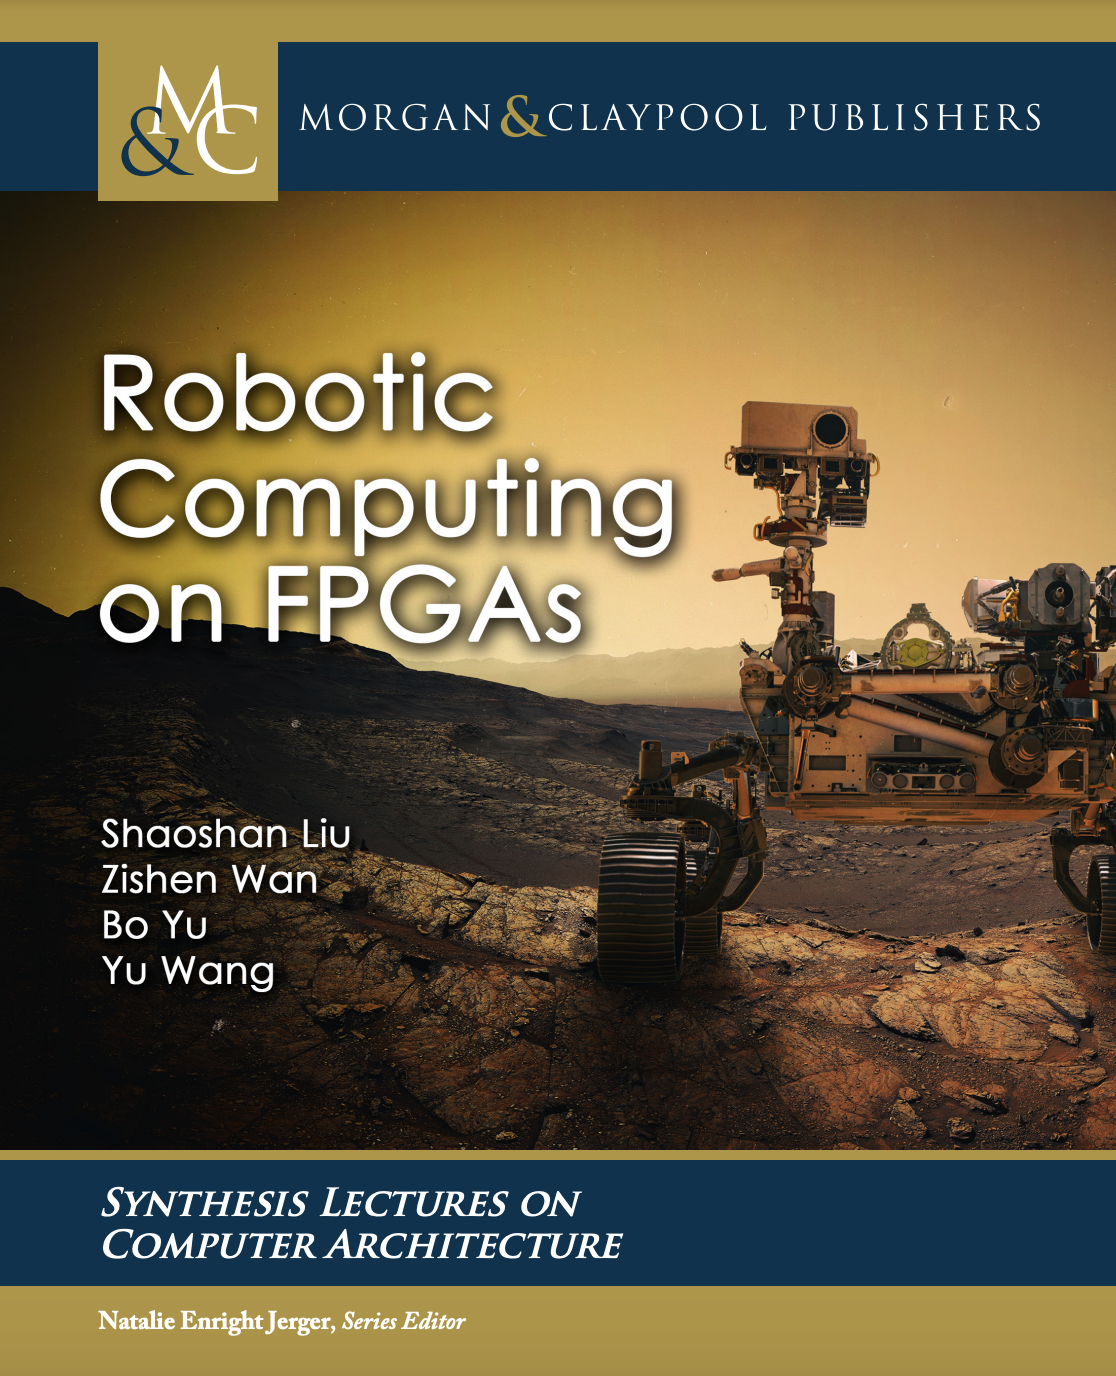 M&C
MORGAN & CLAYPOOL PUBLISHERS
Robotic
Computing
on FPGAs
Shaoshan Liu
Zishen Wan
Bo Yu
Yu Wang
SYNTHESIS LECTURES ON
COMPUTER ARCHITECTURE
Natalie Enright Jerger, Series Editor